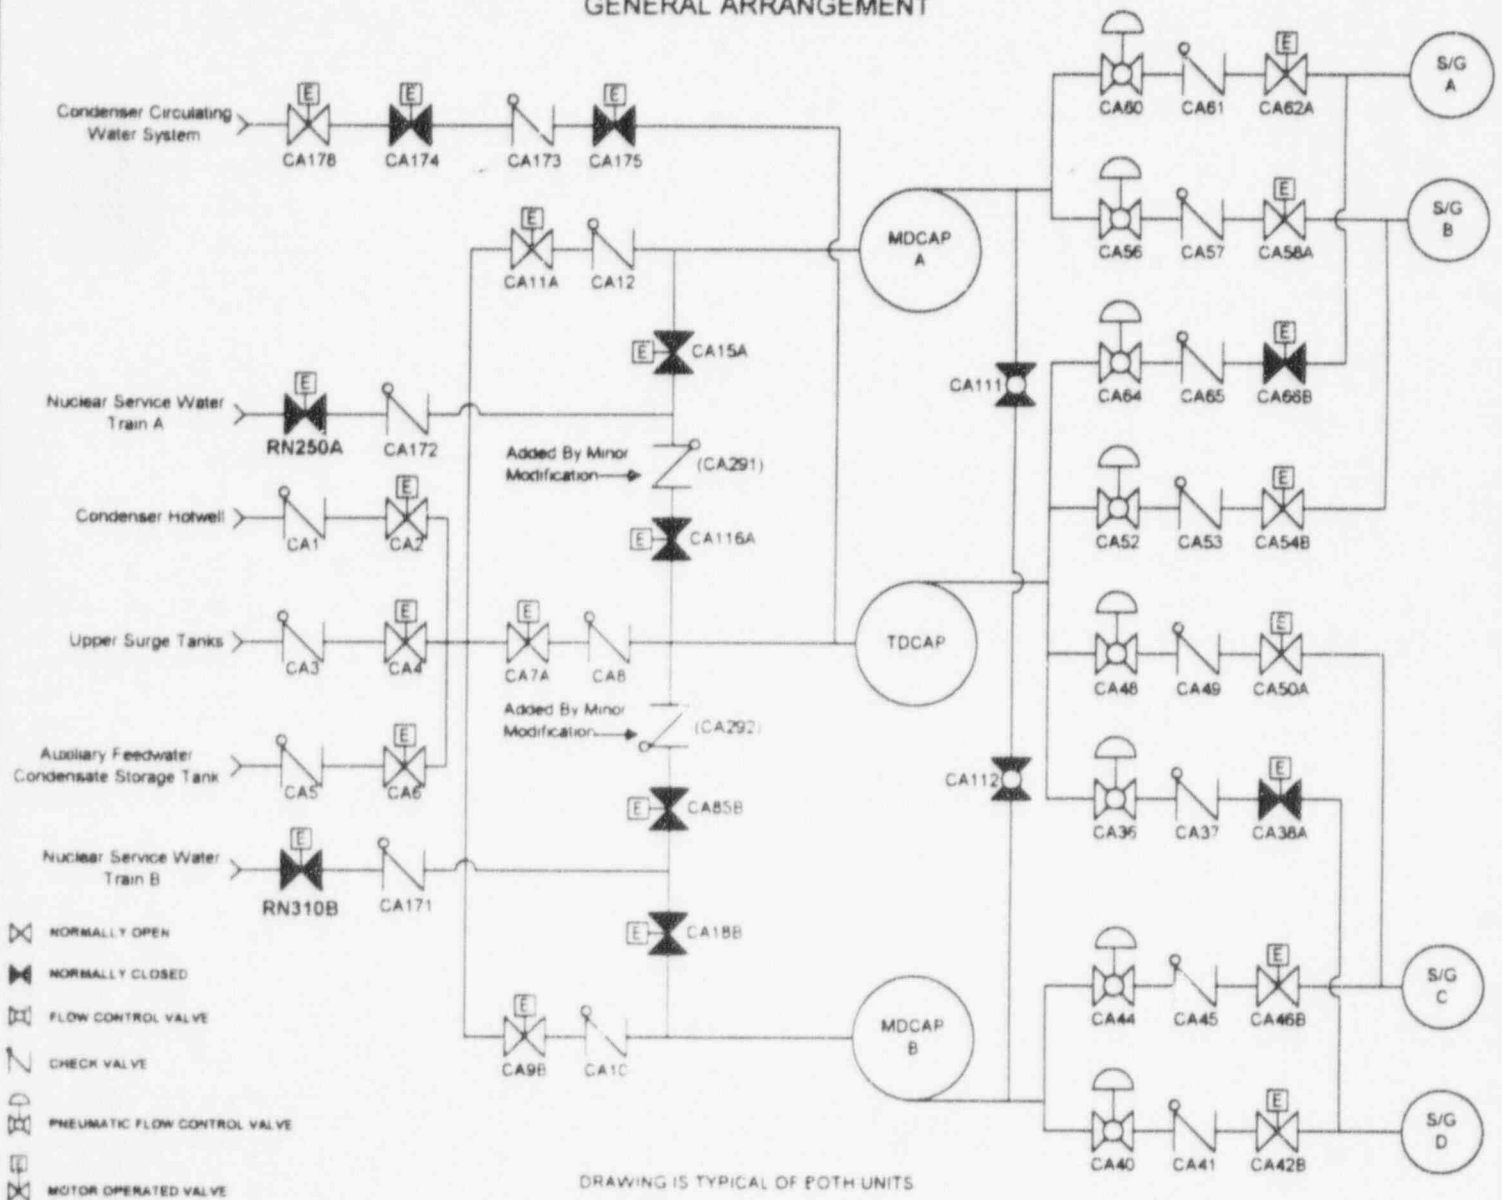 GENERAL ARRANGEMENT
Condenser Circulating
Water System
E
CA178
E
CA174
CA173
E
CA175
E
CA11A
CA12
MDCAP
A
E
CA15A
Nuclear Service Water
Train A
E
RN250A
CA172
Added By Minor
Modification
(CA291)
Condenser Hotwell
CA1
E
CA2
E
CA116A
Upper Surge Tanks
CA3
E
CA4
E
CA7A
CA8
TDCAP
Added By Minor
Modification
(CA292)
Auxiliary Feedwater
Condensate Storage Tank
CA5
E
CA6
E
CA85B
Nuclear Service Water
Train B
E
RN310B
CA171
E
CA18B
E
CA9B
CA10
MDCAP
B
CA111
CA112
CA60
CA61
E
CA62A
S/G
A
CA56
CA57
E
CA58A
S/G
B
CA64
CA65
E
CA66B
CA52
CA53
E
CA54B
CA48
CA49
E
CA50A
CA36
CA37
E
CA38A
CA44
CA45
E
CA46B
S/G
C
CA40
CA41
E
CA42B
S/G
D
NORMALLY OPEN
NORMALLY CLOSED
FLOW CONTROL VALVE
CHECK VALVE
PNEUMATIC FLOW CONTROL VALVE
E
MOTOR OPERATED VALVE
DRAWING IS TYPICAL OF BOTH UNITS